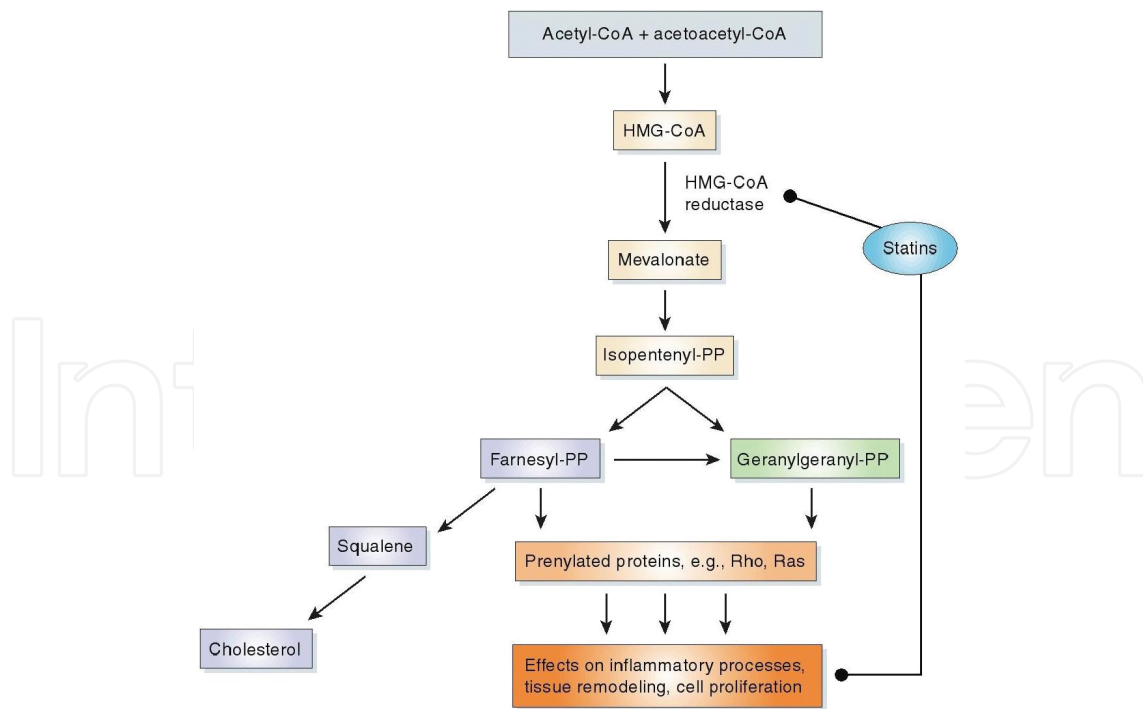 Acetyl-CoA + acetoacetyl-CoA
HMG-CoA
HMG-CoA
reductase
Statins
Mevalonate
Isopentenyl-PP
Farnesyl-PP
Geranylgeranyl-PP
Squalene
Prenylated proteins, e.g., Rho, Ras
Cholesterol
Effects on inflammatory processes,
tissue remodeling, cell proliferation